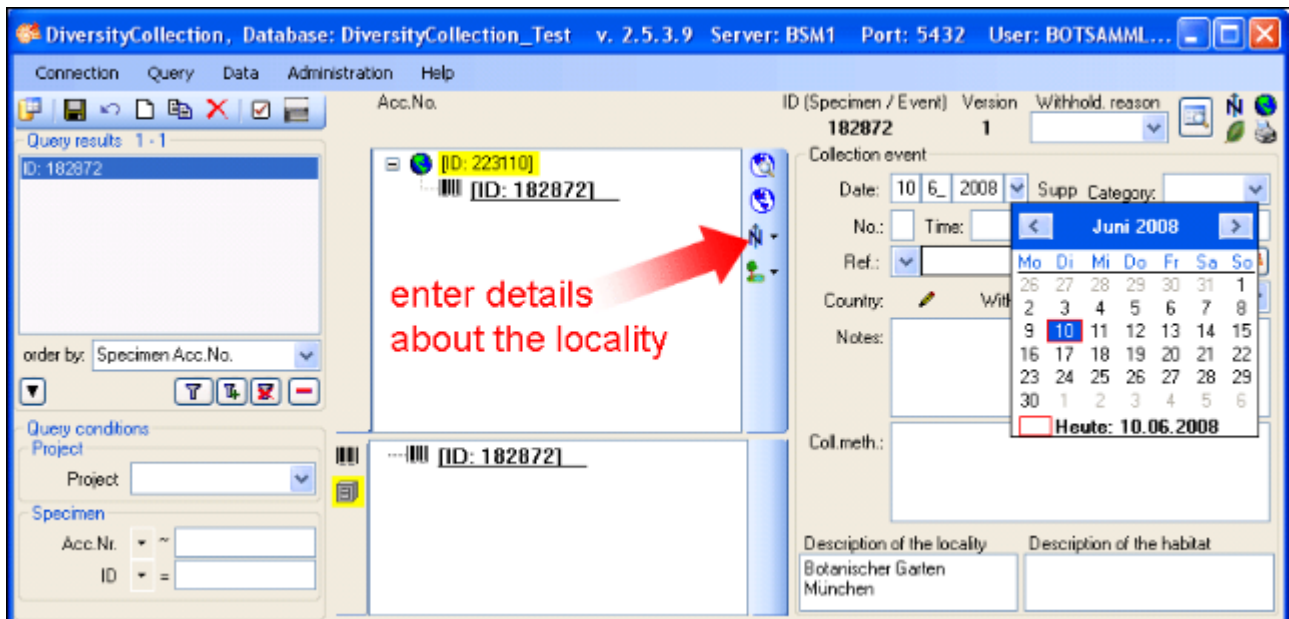 DiversityCollection, Database: DiversityCollection_Test v. 2.5.3.9 Server: BSM1 Port: 5432 User: BOTSAMML...
Connection Query Data Administration Help
Acc.No.
ID (Specimen / Event) Version Withhold. reason
182872 1
Query results 1 - 1
ID: 182872
[ID: 223110]
[ID: 182872]
enter details
about the locality
order by: Specimen Acc.No.
Query conditions
Project
Project
Specimen
Acc.Nr. ~
ID =
[ID: 182872]
Collection event
Date: 10 6_ 2008 Supp Category:
No.: Time:
Ref.:
Country: With
Notes:
Juni 2008
Mo Di Mi Do Fr Sa So
26 27 28 29 30 31 1
2 3 4 5 6 7 8
9 10 11 12 13 14 15
16 17 18 19 20 21 22
23 24 25 26 27 28 29
30 1 2 3 4 5 6
Heute: 10.06.2008
Coll.meth.:
Description of the locality
Botanischer Garten
München
Description of the habitat